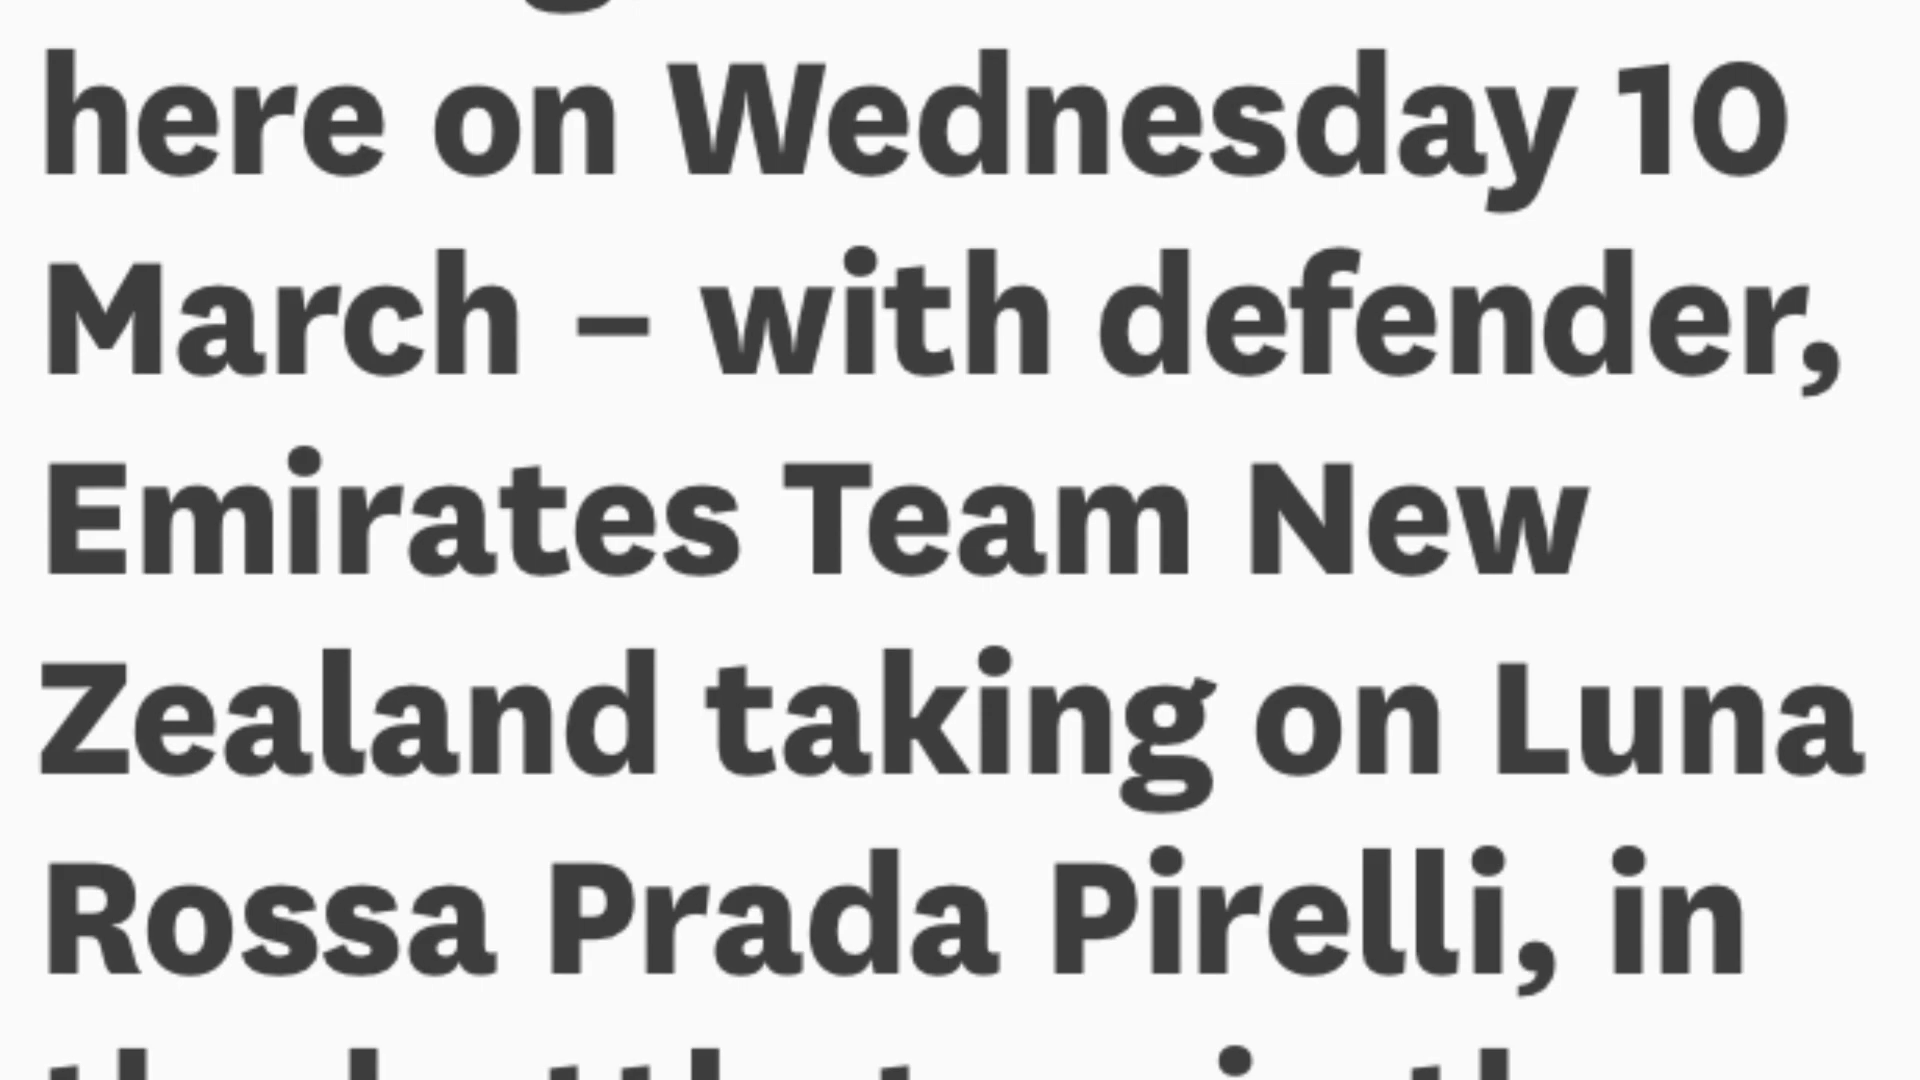 here on Wednesday 10
March – with defender,
Emirates Team New
Zealand taking on Luna
Rossa Prada Pirelli, in